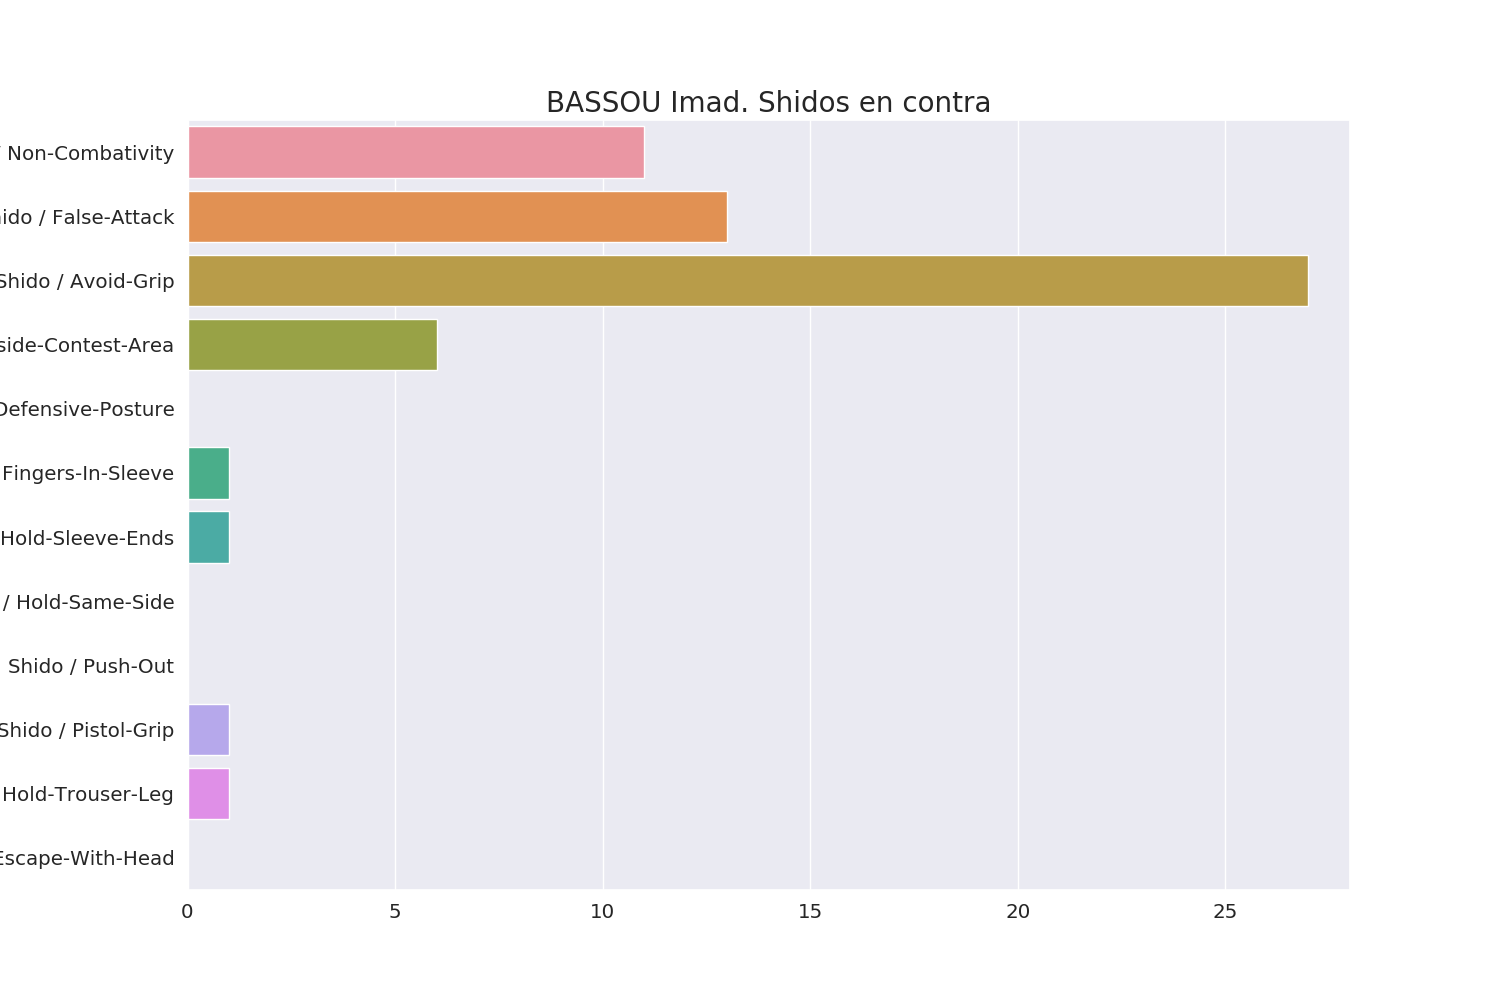 BASSOU Imad. Shidos en contra
/ Non-Combativity
ido / False-Attack
Shido / Avoid-Grip
side-Contest-Area
Defensive-Posture
Fingers-In-Sleeve
Hold-Sleeve-Ends
/ Hold-Same-Side
Shido / Push-Out
Shido / Pistol-Grip
Hold-Trouser-Leg
Escape-With-Head
0 5 10 15 20 25